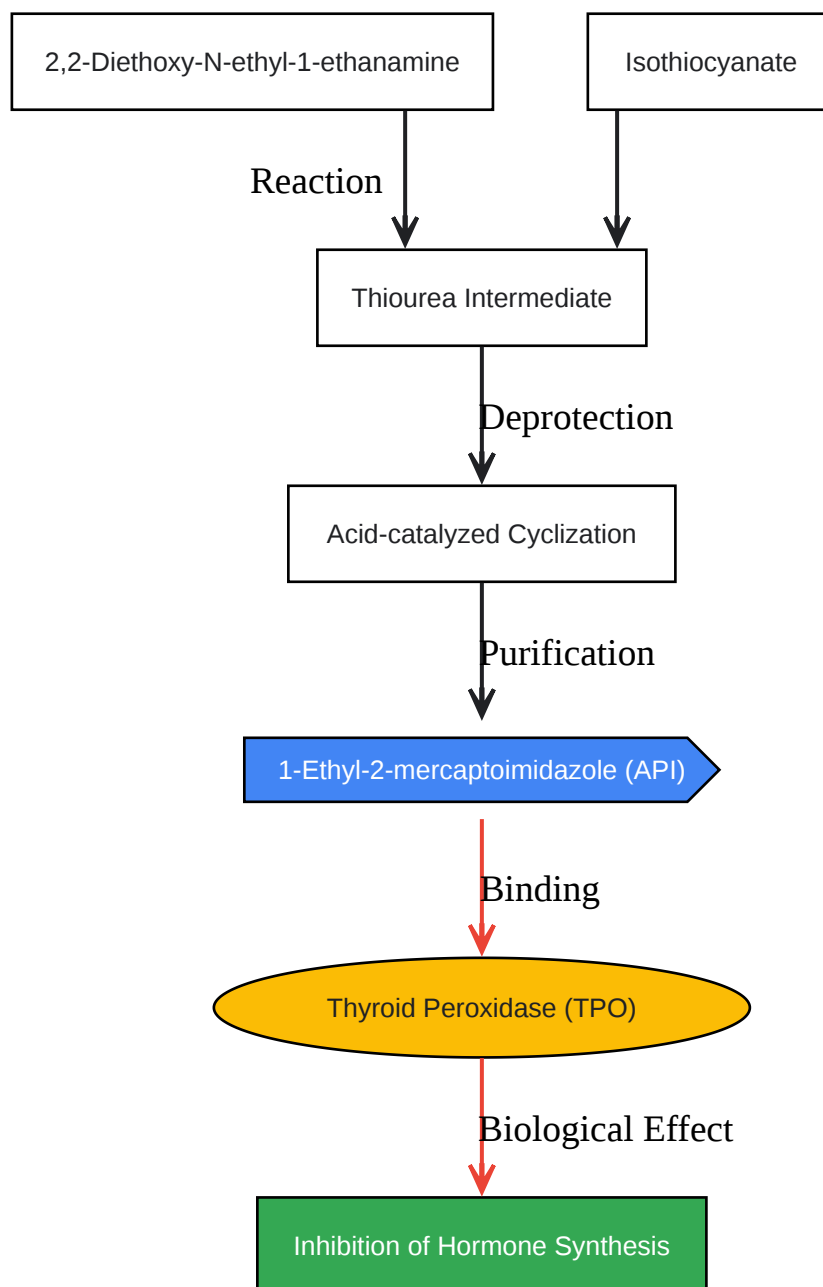 2,2-Diethoxy-N-ethyl-1-ethanamine
Isothiocyanate
Reaction
Thiourea Intermediate
Deprotection
Acid-catalyzed Cyclization
Purification
1-Ethyl-2-mercaptoimidazole (API)
Binding
Thyroid Peroxidase (TPO)
Biological Effect
Inhibition of Hormone Synthesis